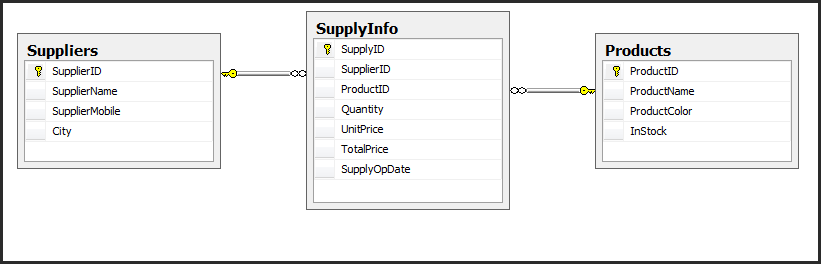 Suppliers
SupplierID
SupplierName
SupplierMobile
City
SupplyInfo
SupplyID
SupplierID
ProductID
Quantity
UnitPrice
TotalPrice
SupplyOpDate
Products
ProductID
ProductName
ProductColor
InStock